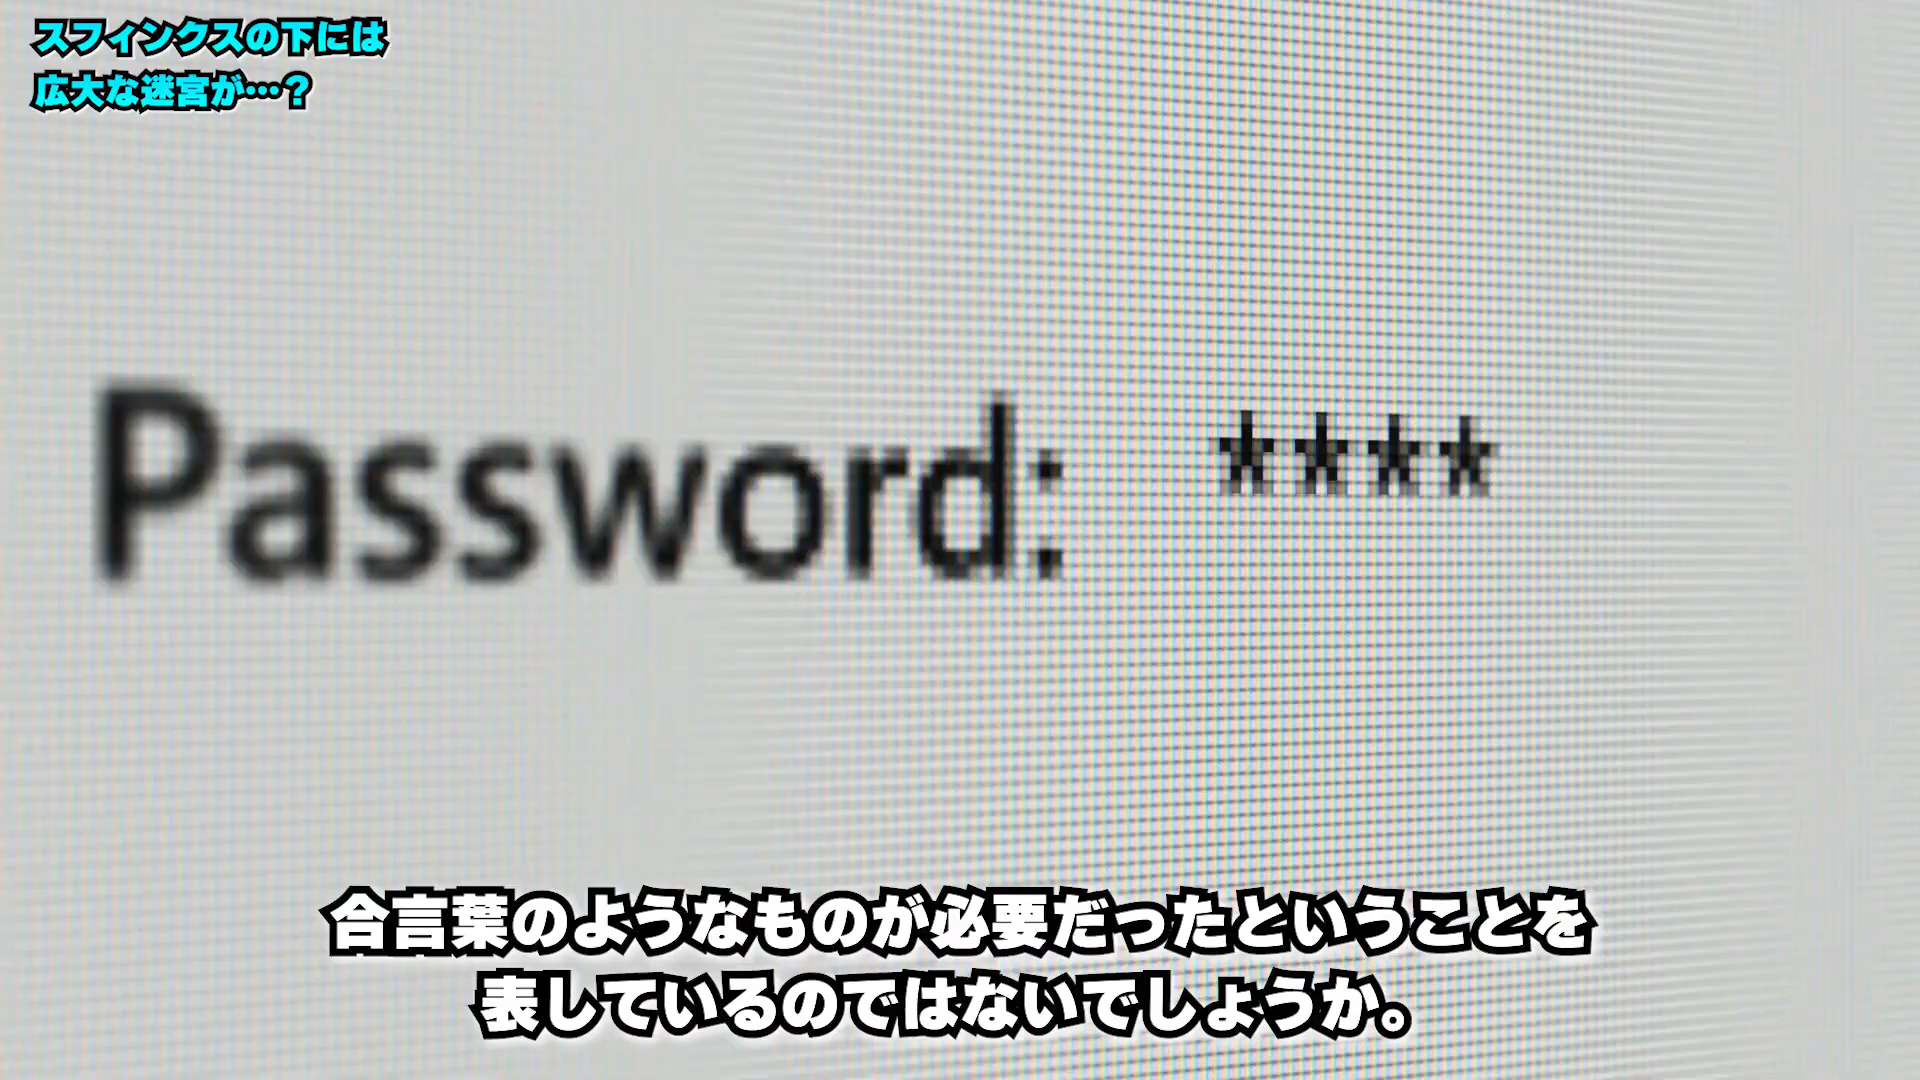 スフィンクスの下には
広大な迷宮が…？
Password: ****
合言葉のようなものが必要だったということを
表しているのではないでしょうか。